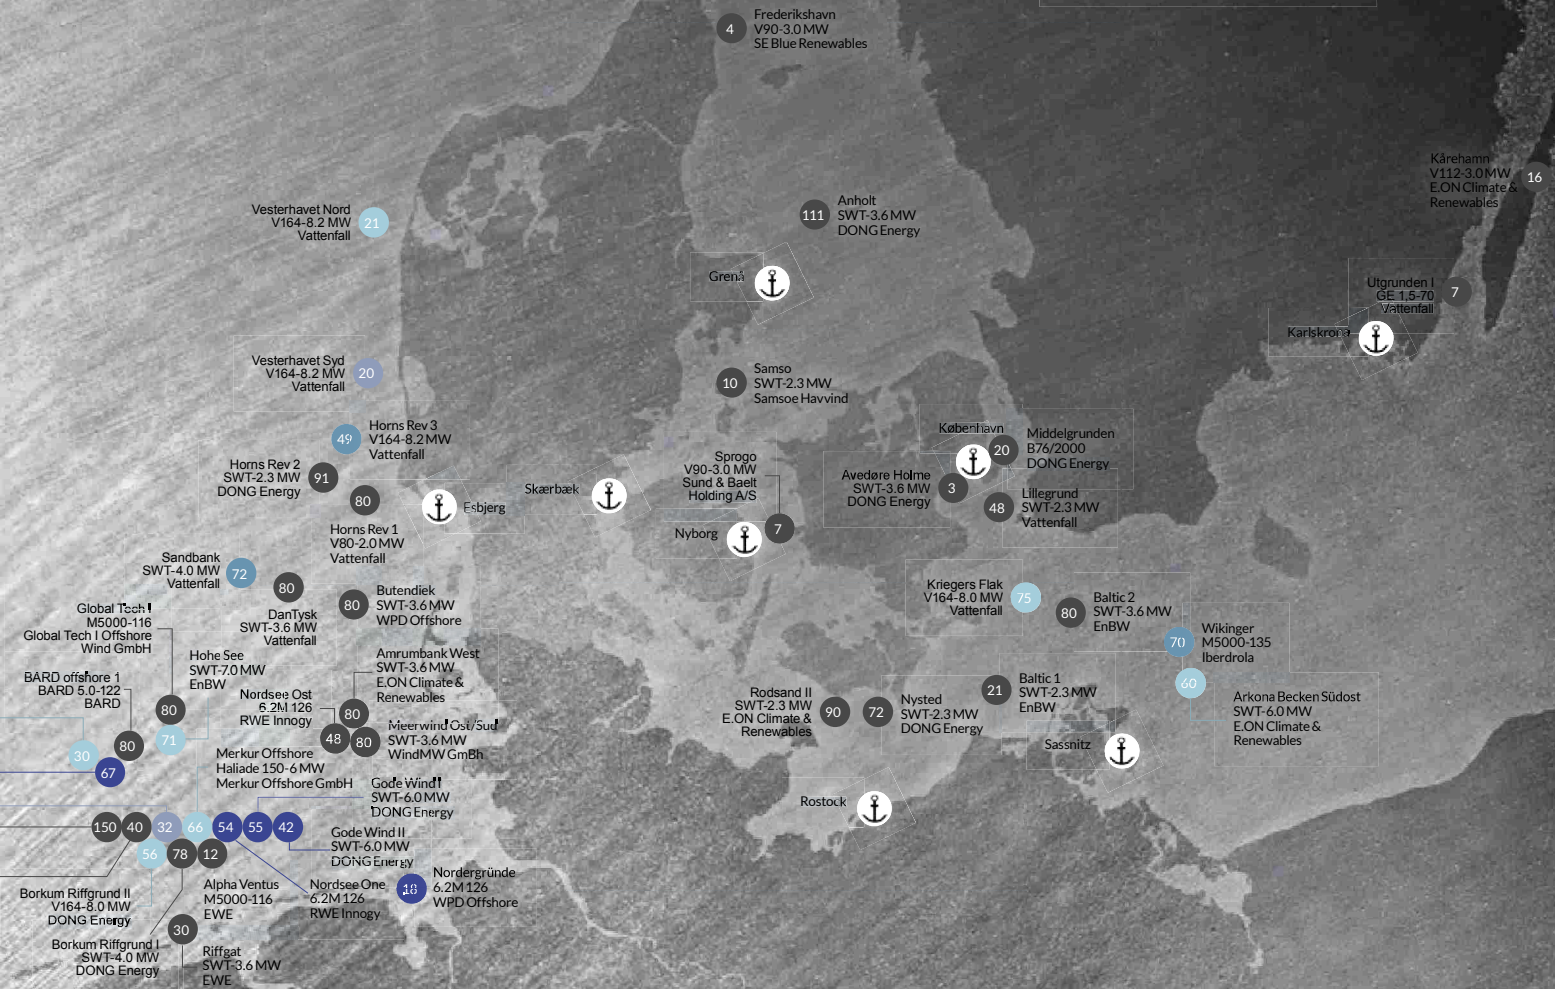 4
Frederikshavn
V90-3.0 MW
SE Blue Renewables
Kårehamn
V112-3.0 MW
E.ON Climate &
Renewables
16
Vesterhavet Nord
V164-8.2 MW
Vattenfall
21
111
Anholt
SWT-3.6 MW
DONG Energy
Grenå
Utgrunden I
GE 1,5-70
Vattenfall
7
Karlskrona
Vesterhavet Syd
V164-8.2 MW
Vattenfall
20
10
Samso
SWT-2.3 MW
Samsoe Havvind
49
Horns Rev 3
V164-8.2 MW
Vattenfall
København
20
Middelgrunden
B76/2000
DONG Energy
Horns Rev 2
SWT-2.3 MW
DONG Energy
91
Sprogo
V90-3.0 MW
Sund & Baelt
Holding A/S
7
Avedøre Holme
SWT-3.6 MW
DONG Energy
3
80
Horns Rev 1
V80-2.0 MW
Vattenfall
Esbjerg
Skærbæk
Nyborg
48
Lillegrund
SWT-2.3 MW
Vattenfall
Sandbank
SWT-4.0 MW
Vattenfall
72
80
DanTysk
SWT-3.6 MW
Vattenfall
80
Butendiek
SWT-3.6 MW
WPD Offshore
Kriegers Flak
V164-8.0 MW
Vattenfall
75
80
Baltic 2
SWT-3.6 MW
EnBW
Global Tech I
M5000-116
Global Tech I Offshore
Wind GmbH
80
70
Wikinger
M5000-135
Iberdrola
Hohe See
SWT-7.0 MW
EnBW
71
Amrumbank West
SWT-3.6 MW
E.ON Climate &
Renewables
80
BARD offshore 1
BARD 5.0-122
BARD
80
Nordsee Ost
6.2M 126
RWE Innogy
48
80
Meerwind Ost/Sud
SWT-3.6 MW
WindMW GmBh
Rodsand II
SWT-2.3 MW
E.ON Climate &
Renewables
90
72
Nysted
SWT-2.3 MW
DONG Energy
21
Baltic 1
SWT-2.3 MW
EnBW
60
Arkona Becken Südost
SWT-6.0 MW
E.ON Climate &
Renewables
Sassnitz
30
67
Merkur Offshore
Haliade 150-6 MW
Merkur Offshore GmbH
Gode Wind I
SWT-6.0 MW
DONG Energy
Rostock
150
40
32
66
54
55
42
56
78
12
Gode Wind II
SWT-6.0 MW
DONG Energy
Borkum Riffgrund II
V164-8.0 MW
DONG Energy
Alpha Ventus
M5000-116
EWE
Nordsee One
6.2M 126
RWE Innogy
18
Nordergründe
6.2M 126
WPD Offshore
30
Borkum Riffgrund I
SWT-4.0 MW
DONG Energy
Riffgat
SWT-3.6 MW
EWE